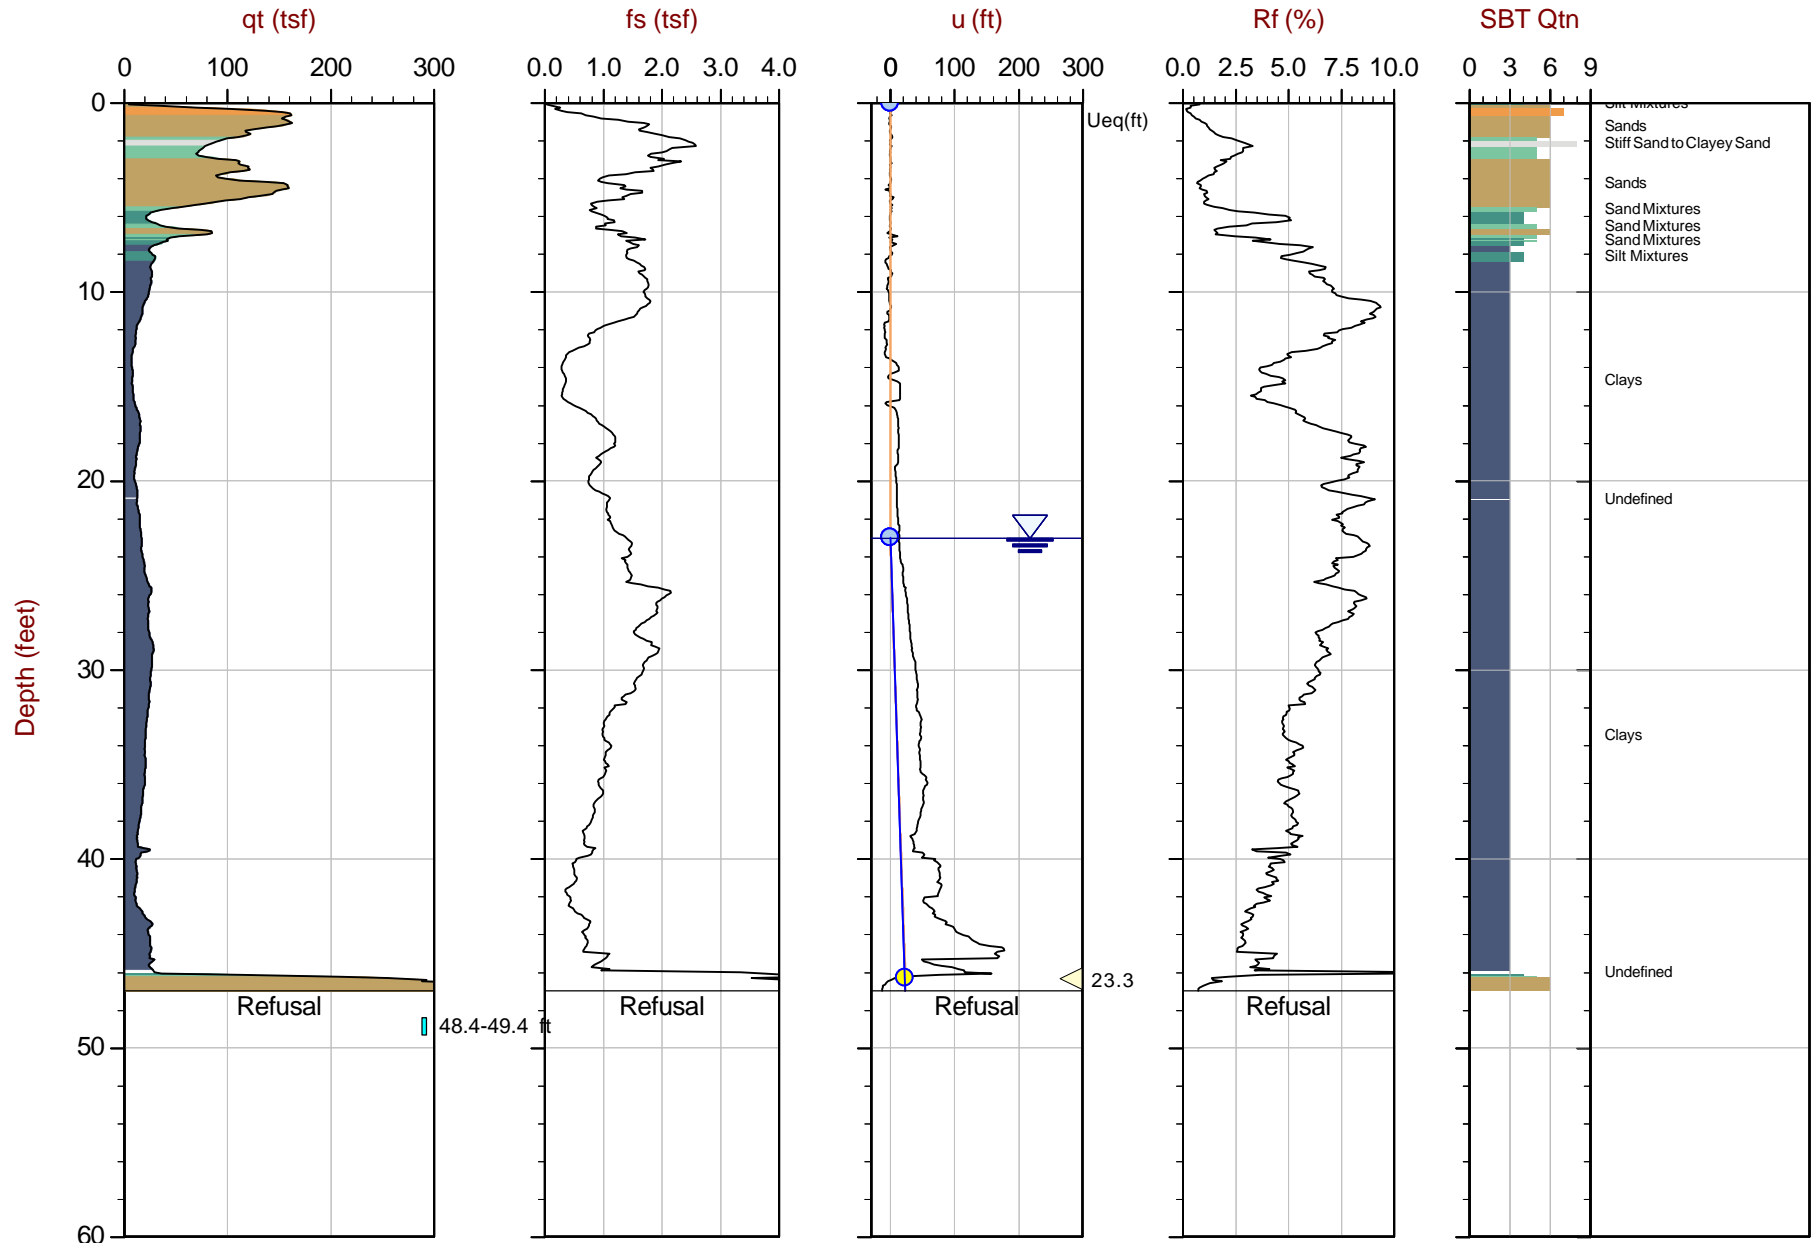 qt (tsf) fs (tsf) u (ft) Rf (%) SBT Qtn
0 100 200 300 0.0 1.0 2.0 3.0 4.0 0 100 200 300 0.0 2.5 5.0 7.5 10.0 0 3 6 9
0
Silt Mixtures
Ueq(ft)
Sands
Stiff Sand to Clayey Sand
Sands
Sand Mixtures
Sand Mixtures
Sand Mixtures
Silt Mixtures
10
Clays
20
Undefined
Depth (feet)
30
Clays
40
Undefined
23.3
Refusal Refusal Refusal Refusal
48.4-49.4 ft
50
60